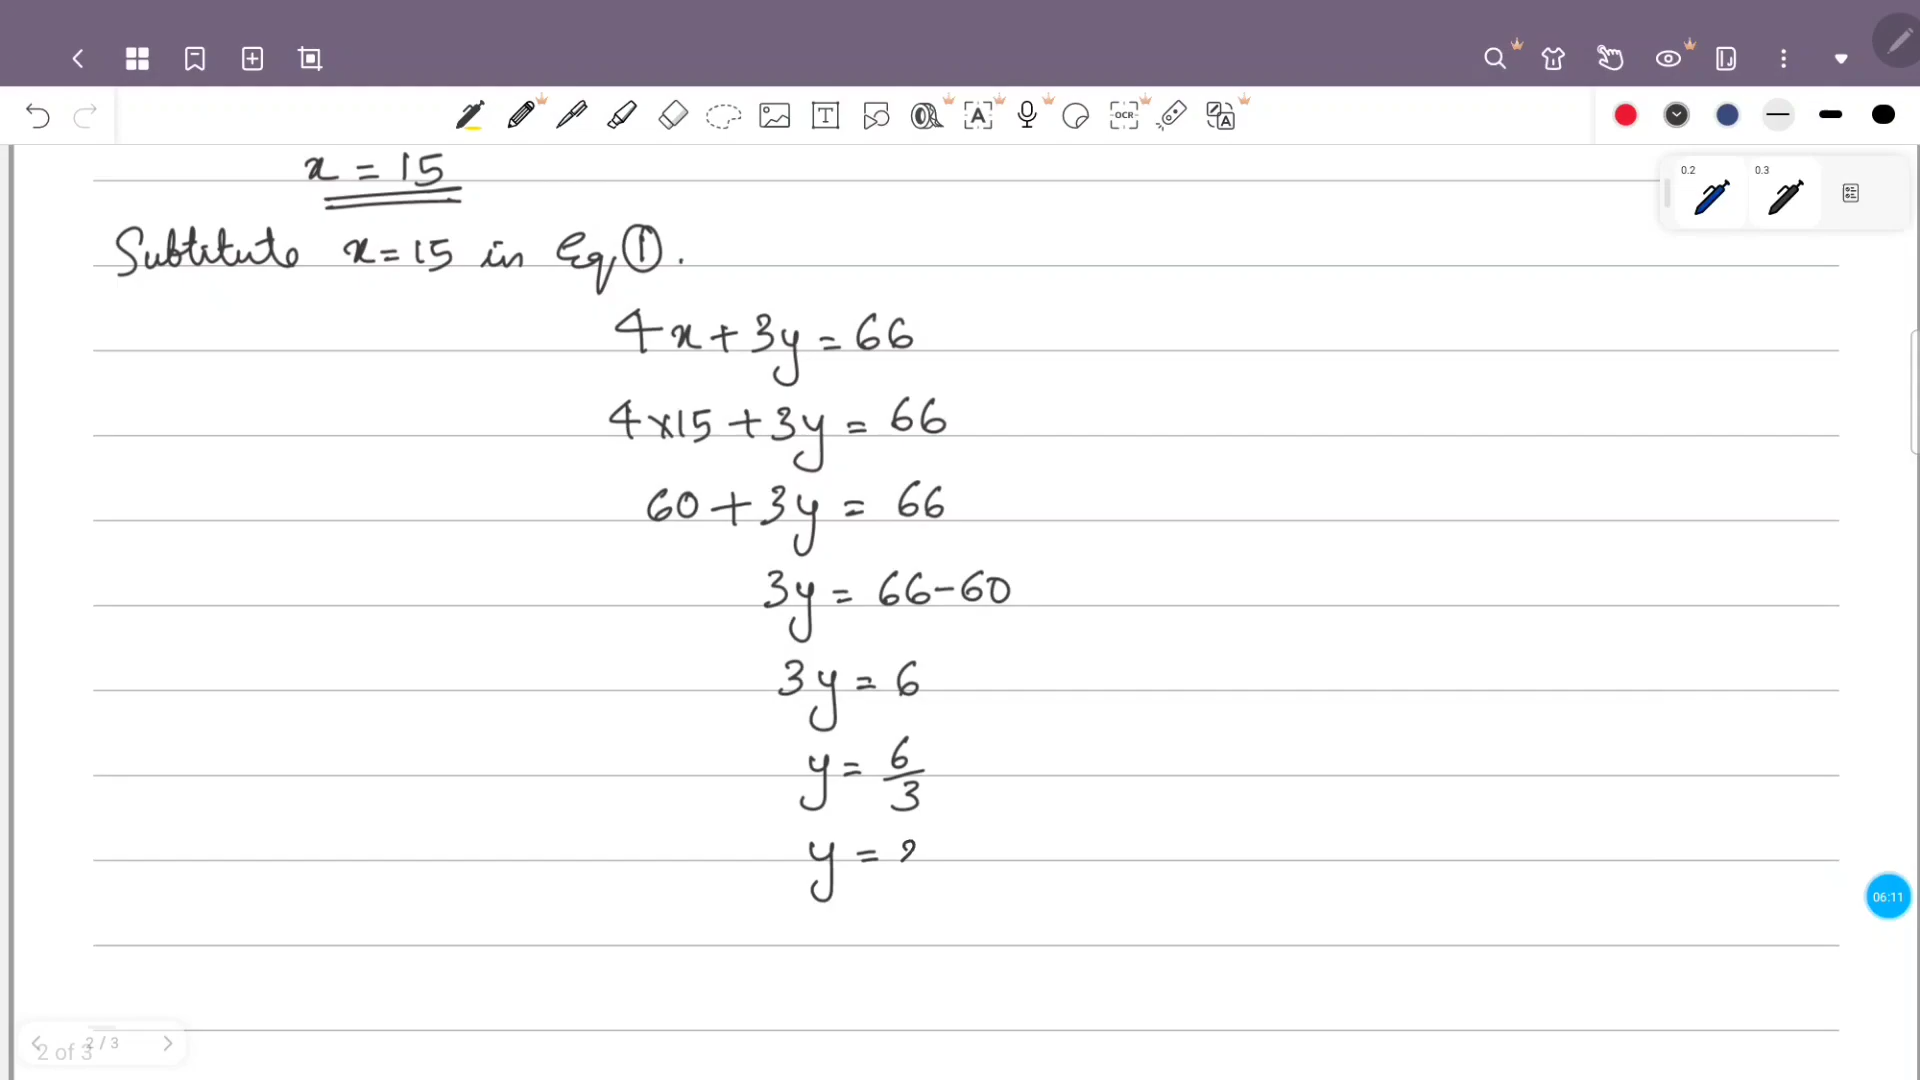 0.2 0.3
x = 15
Subtitute x=15 in Eq ①.
4x+3y=66
4×15+3y=66
60+3y=66
3y=66-60
3y=6
y=6/3
y=2
06:11
2 of 3
2 / 3